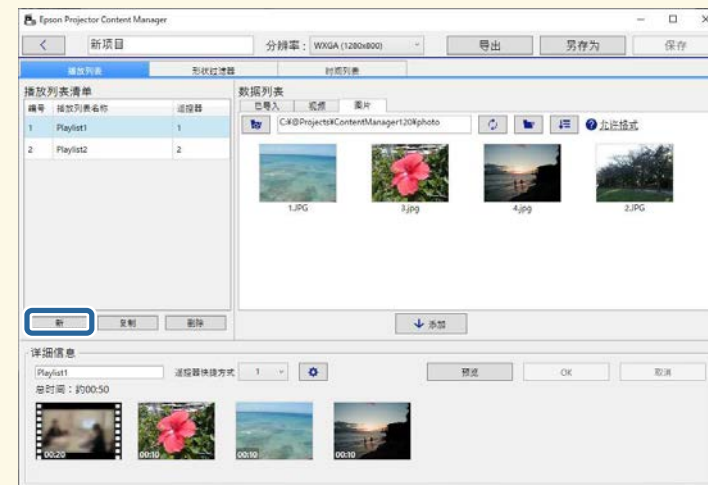 Epson Projector Content Manager
新项目 分辨率： WXGA (1280x800) 导出 另存为 保存
播放列表 形状过滤器 时间列表
播放列表清单 数据列表
编号 播放列表名称 遥控器 已导入 视频 图片
1 Playlist1 1 C:¥@Projects¥ContentManager120¥photo 允许格式
2 Playlist2 2
1.JPG 3.jpg 4.jpg 2.JPG
新 复制 删除 添加
详细信息
Playlist1 遥控器快捷方式 1 预览 OK 取消
总时间：约00:50
00:20 00:10 00:10 00:10